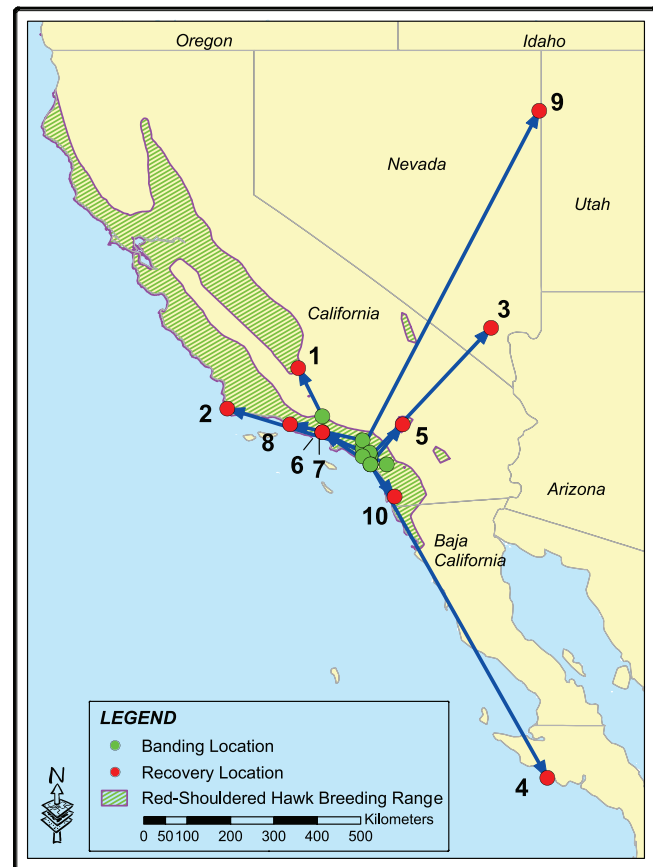 Oregon
Idaho
9
Nevada
Utah
3
California
1
2
8
5
6
7
Arizona
10
Baja
California
LEGEND
Banding Location
Recovery Location
Red-Shouldered Hawk Breeding Range
Kilometers
0 50 100 200 300 400 500
N
4